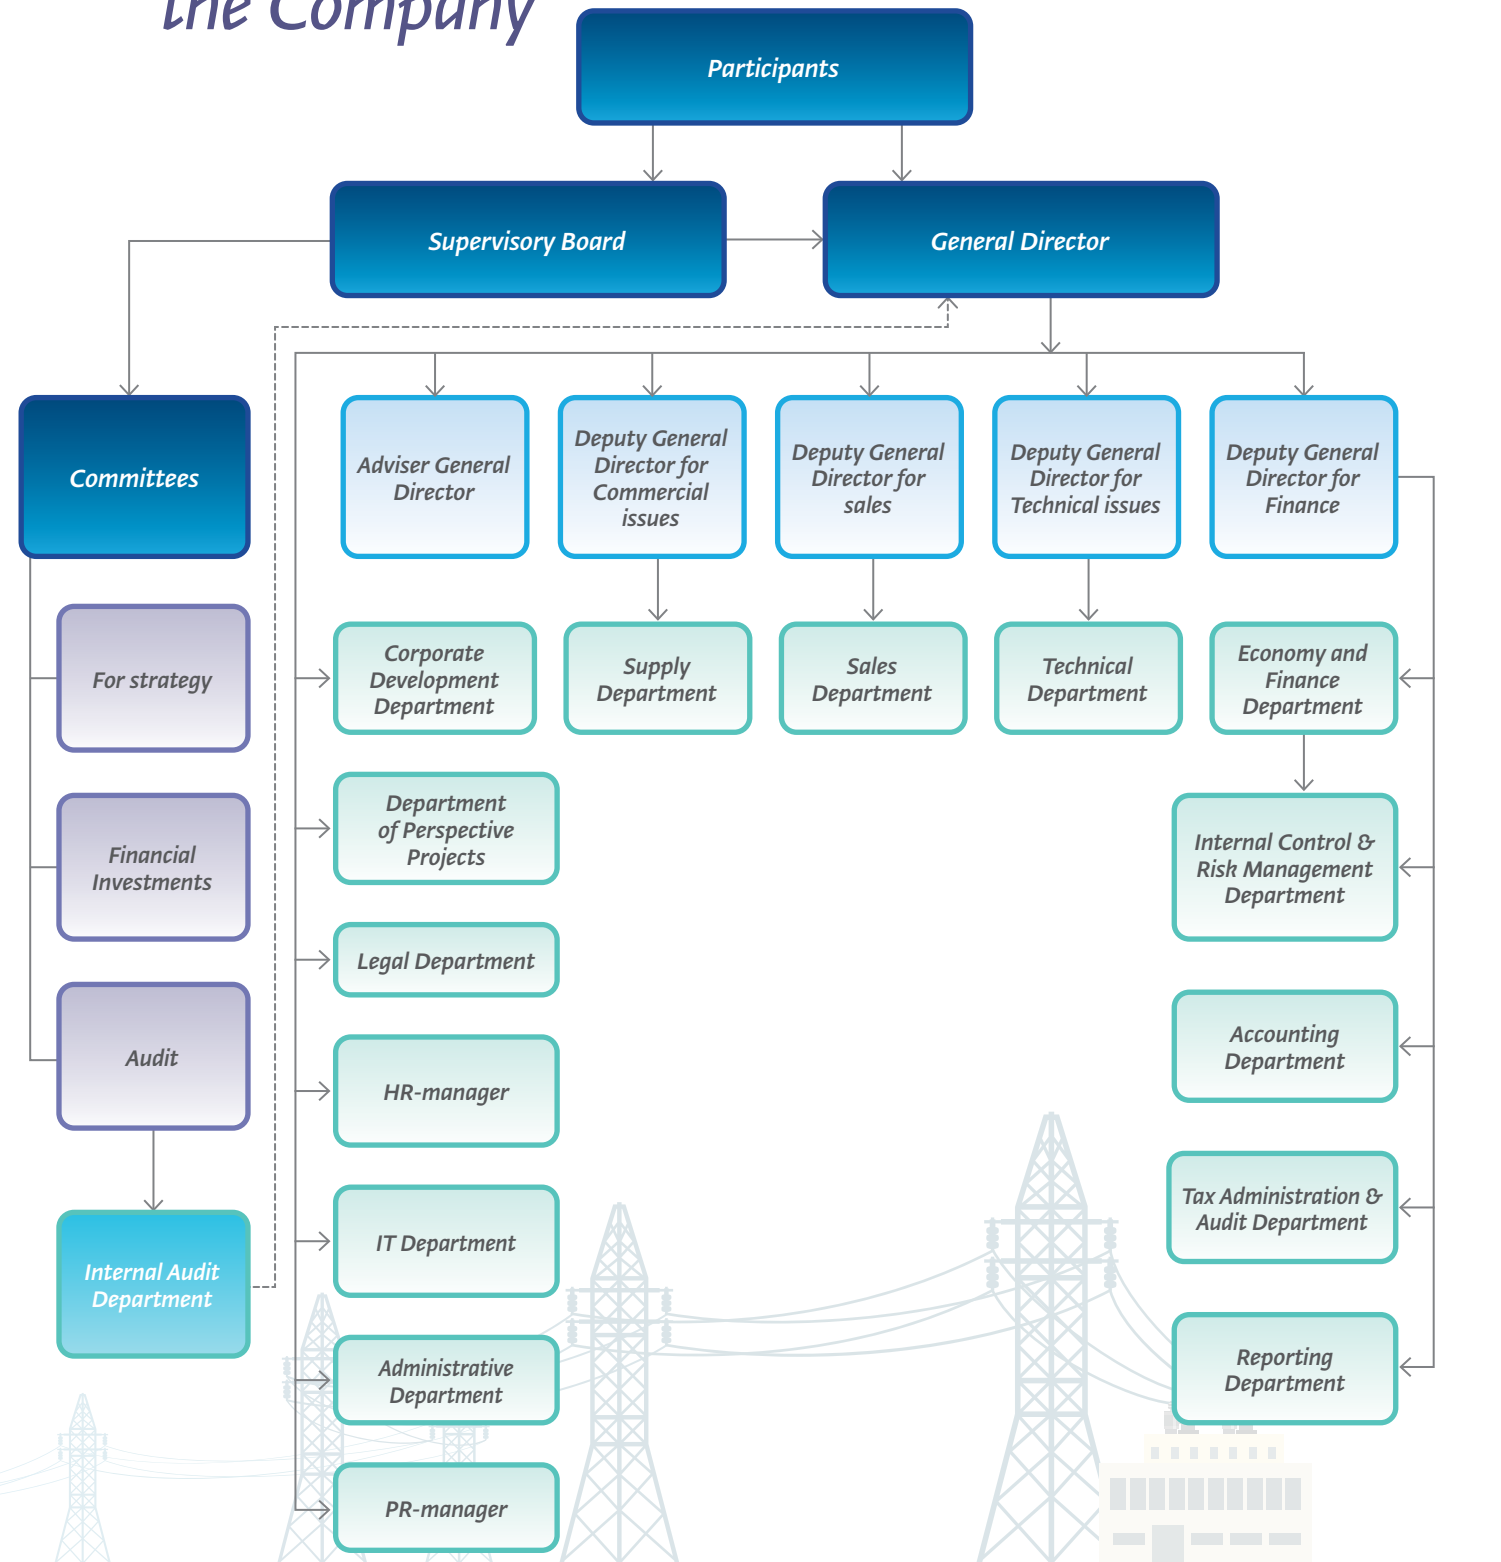 the Company
Participants
Supervisory Board
General Director
Committees
Adviser General
Director
Deputy General
Director for
Commercial
issues
Deputy General
Director for
sales
Deputy General
Director for
Technical issues
Deputy General
Director for
Finance
For strategy
Financial
Investments
Audit
Internal Audit
Department
Corporate
Development
Department
Supply
Department
Sales
Department
Technical
Department
Economy and
Finance
Department
Department
of Perspective
Projects
Internal Control &
Risk Management
Department
Legal Department
Accounting
Department
HR-manager
Tax Administration &
Audit Department
IT Department
Reporting
Department
Administrative
Department
PR-manager